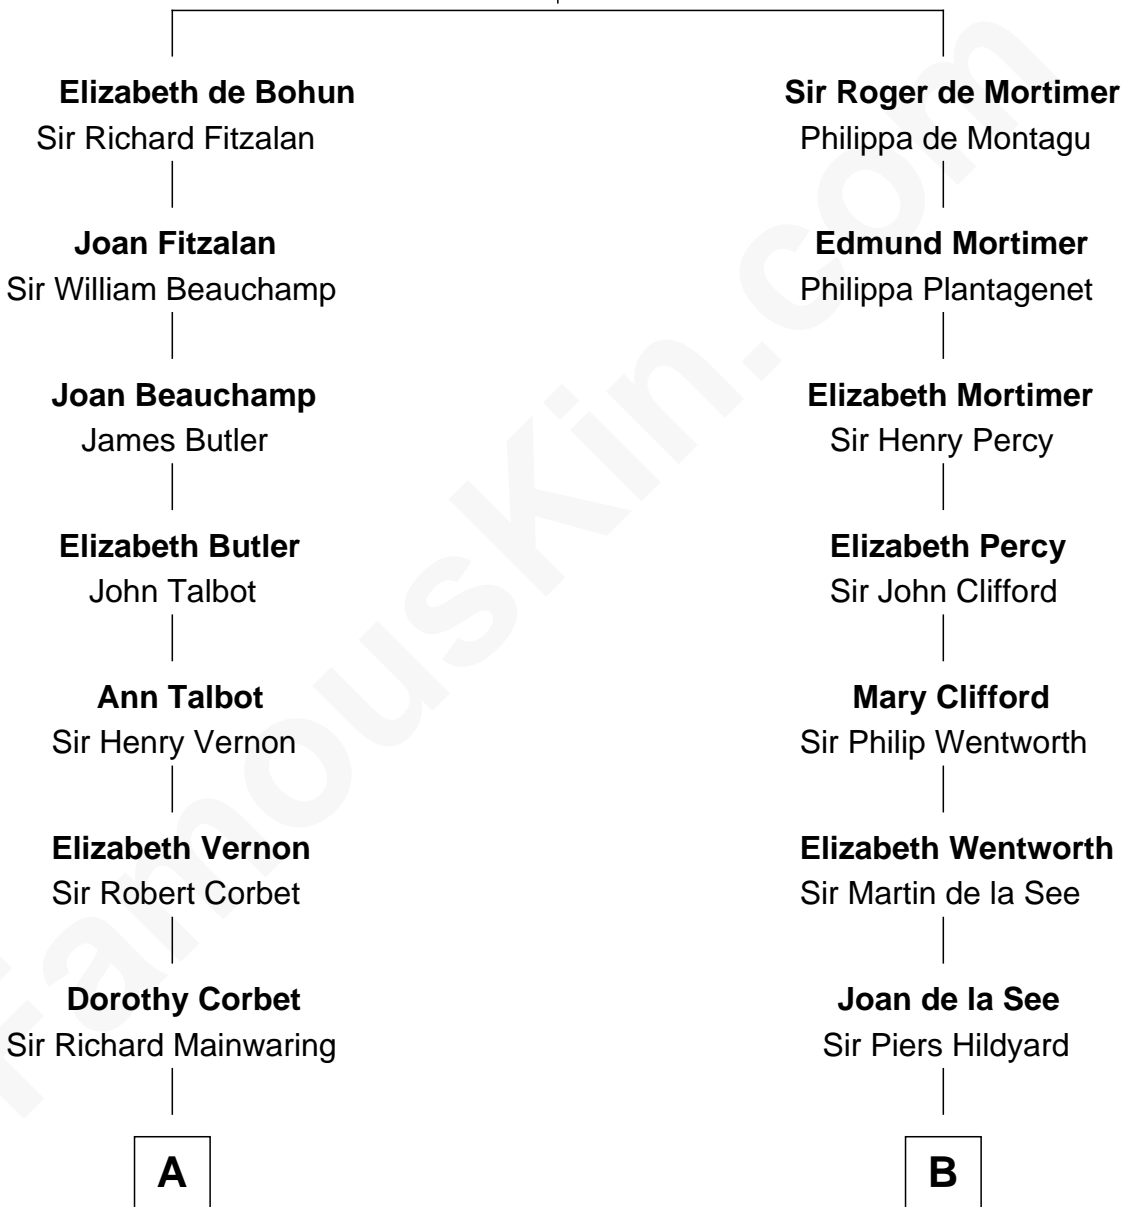 Elizabeth de Bohun
Sir Richard Fitzalan
Joan Fitzalan
Sir William Beauchamp
Joan Beauchamp
James Butler
Elizabeth Butler
John Talbot
Ann Talbot
Sir Henry Vernon
Elizabeth Vernon
Sir Robert Corbet
Dorothy Corbet
Sir Richard Mainwaring
A
Sir Roger de Mortimer
Philippa de Montagu
Edmund Mortimer
Philippa Plantagenet
Elizabeth Mortimer
Sir Henry Percy
Elizabeth Percy
Sir John Clifford
Mary Clifford
Sir Philip Wentworth
Elizabeth Wentworth
Sir Martin de la See
Joan de la See
Sir Piers Hildyard
B
FamousKin.com